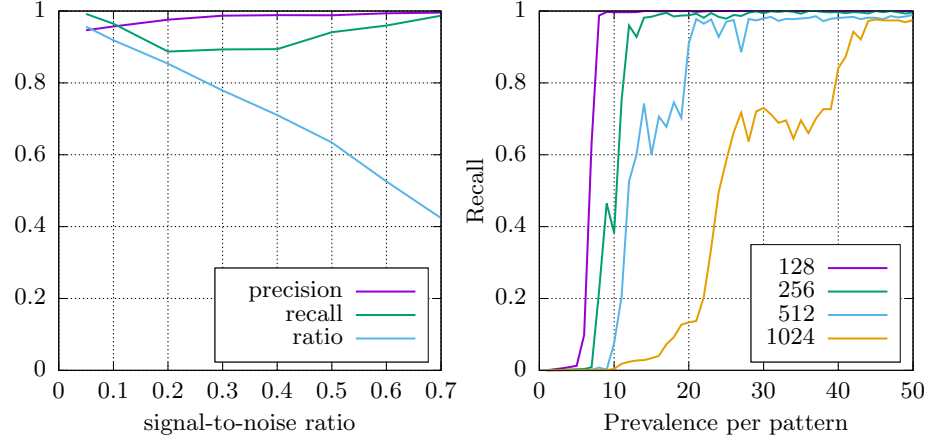 1
0.8
0.6
0.4
0.2
0
0 0.1 0.2 0.3 0.4 0.5 0.6 0.7
signal-to-noise ratio
precision
recall
ratio
Recall
1
0.8
0.6
0.4
0.2
0
0 10 20 30 40 50
Prevalence per pattern
128
256
512
1024